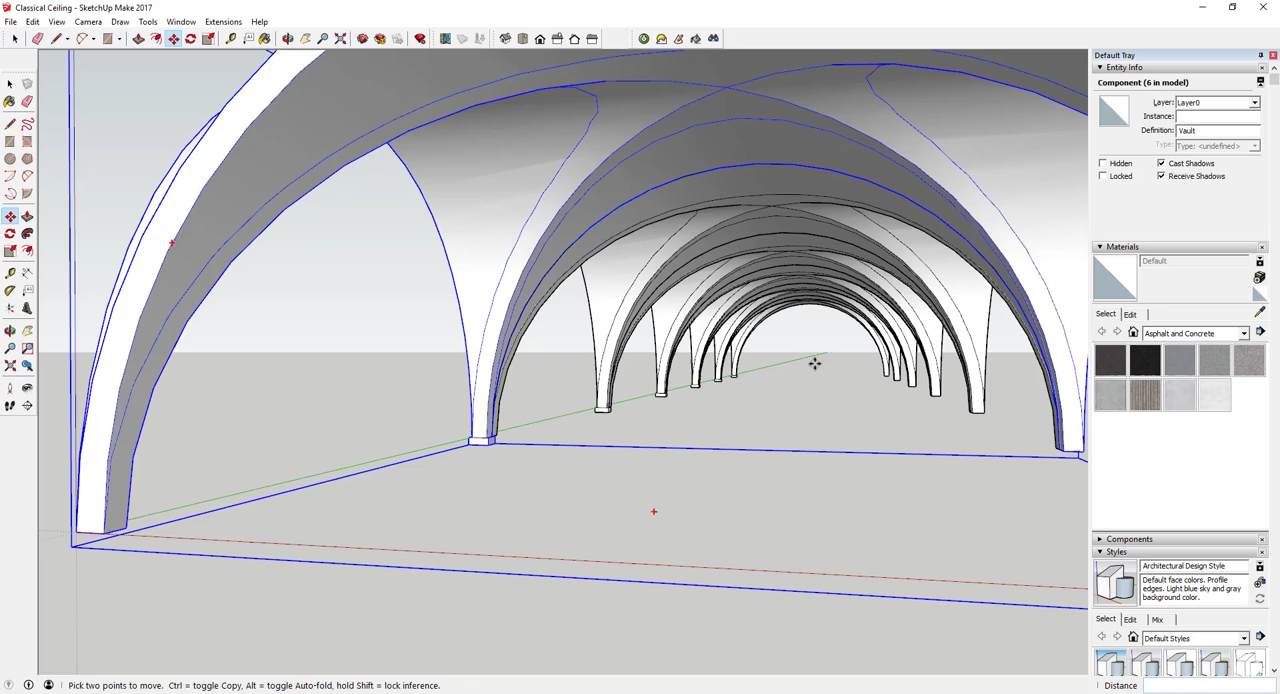 Classical Ceiling - SketchUp Make 2017
File Edit View Camera Draw Tools Window Extensions Help
Default Tray
Entity Info
Component (6 in model)
Layer: Layer0
Instance:
Definition: Vault
Type: Type: <undefined>
Hidden Cast Shadows
Locked Receive Shadows
Materials
Default
Select Edit
Asphalt and Concrete
Components
Styles
Architectural Design Style
Default face colors. Profile
edges. Light blue sky and gray
background color.
Select Edit Mix
Default Styles
Pick two points to move. Ctrl = toggle Copy, Alt = toggle Auto-fold, hold Shift = lock inference.
Distance